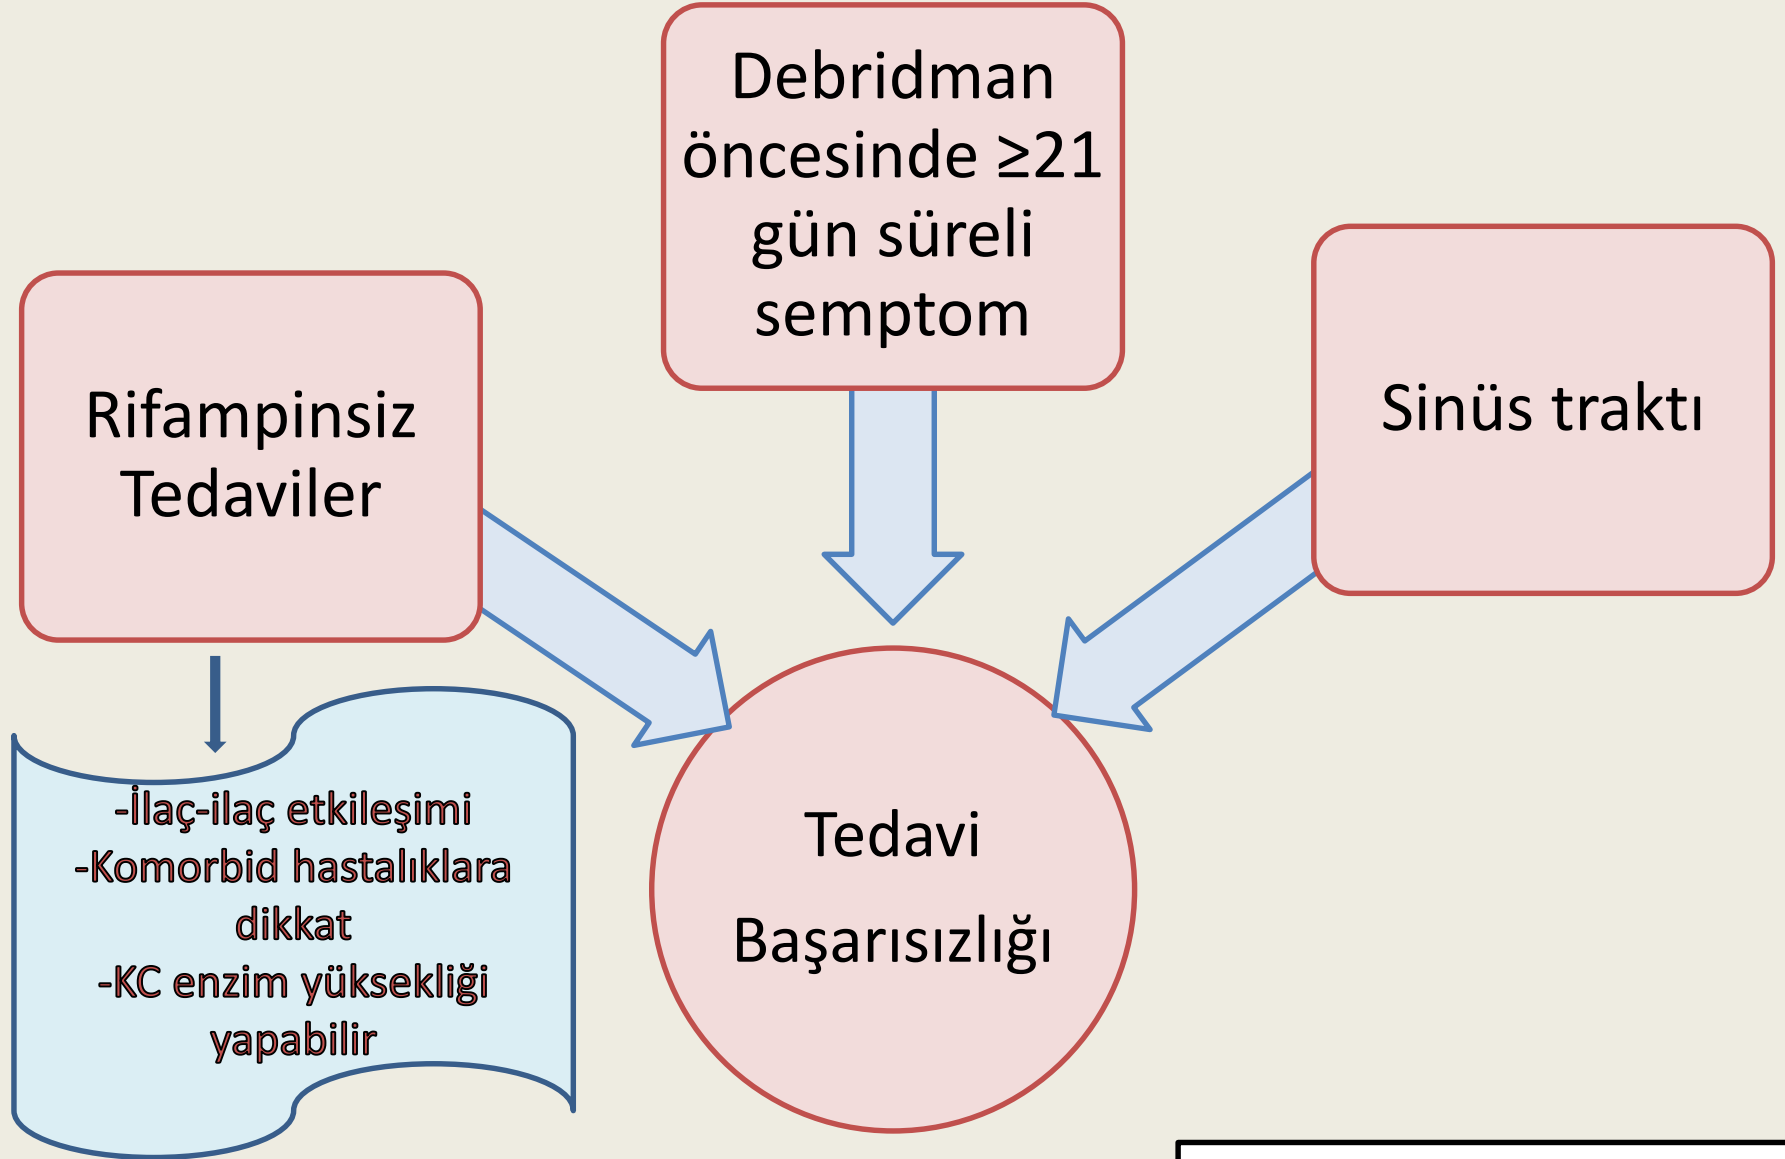 Debridman
öncesinde ≥21
gün süreli
semptom
Rifampinsiz
Tedaviler
Sinüs traktı
-İlaç-ilaç etkileşimi
-Komorbid hastalıklara
dikkat
-KC enzim yüksekliği
yapabilir
Tedavi
Başarısızlığı